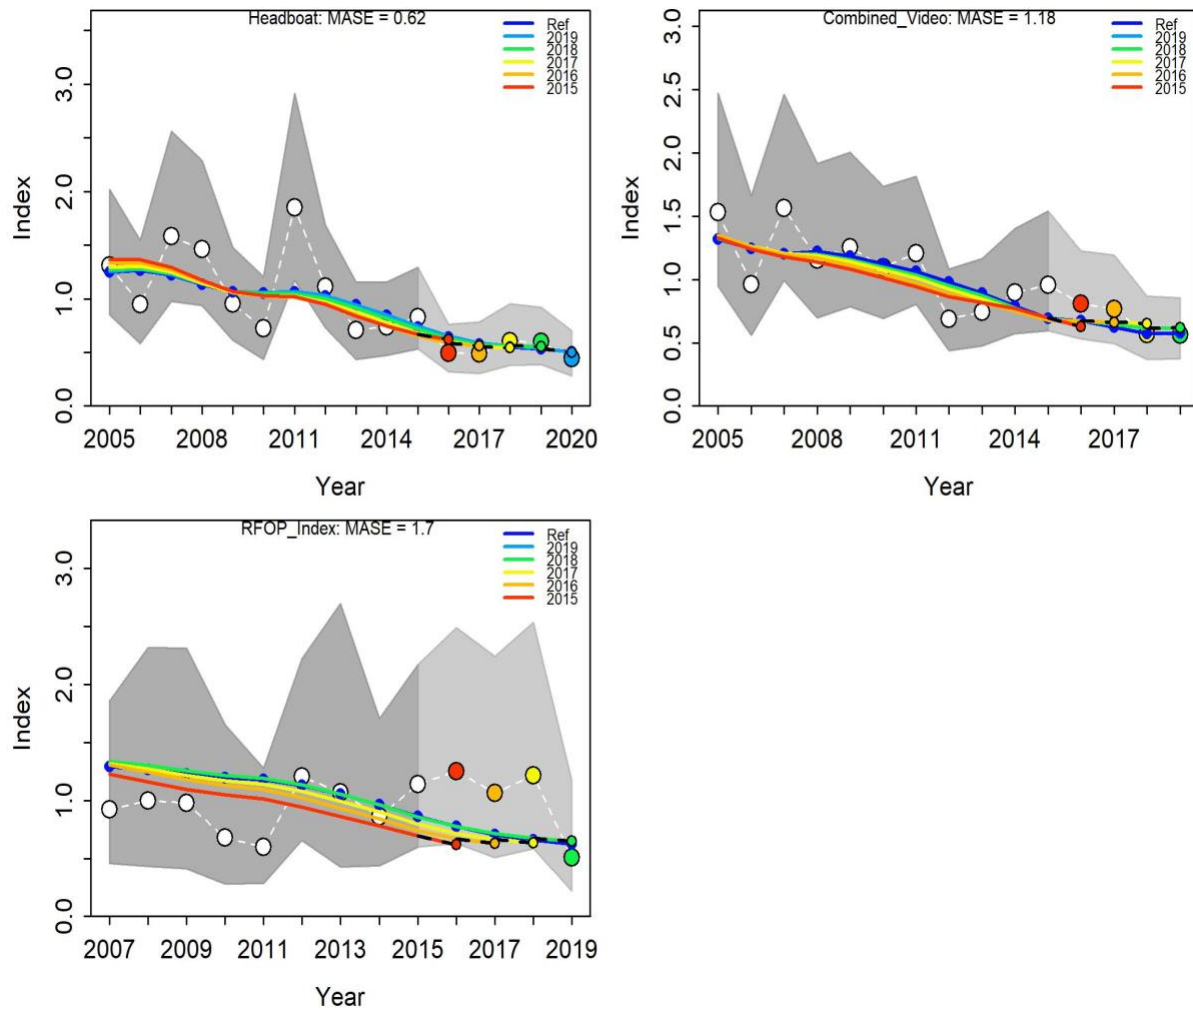 Headboat: MASE = 0.62
Ref
2019
2018
2017
2016
2015
Index
0.0 1.0 2.0 3.0
2005 2008 2011 2014 2017 2020
Year
Combined_Video: MASE = 1.18
Ref
2019
2018
2017
2016
2015
Index
0.0 0.5 1.0 1.5 2.0 2.5 3.0
2005 2008 2011 2014 2017
Year
RFOP_Index: MASE = 1.7
Ref
2019
2018
2017
2016
2015
Index
0.0 1.0 2.0 3.0
2007 2009 2011 2013 2015 2017 2019
Year